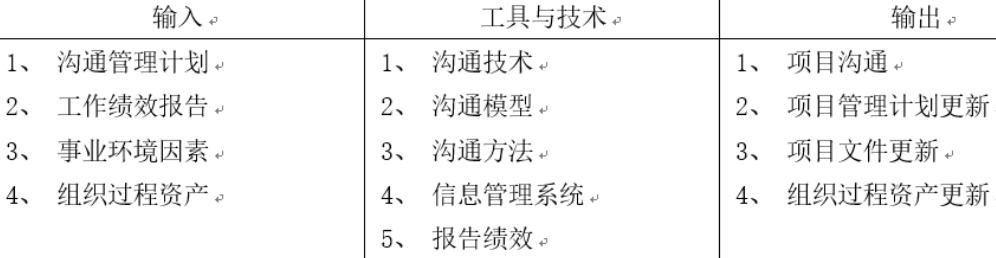 输入 工具与技术 输出
1、 沟通管理计划 1、 沟通技术 1、 项目沟通
2、 工作绩效报告 2、 沟通模型 2、 项目管理计划更新
3、 事业环境因素 3、 沟通方法 3、 项目文件更新
4、 组织过程资产 4、 信息管理系统 4、 组织过程资产更新
5、 报告绩效